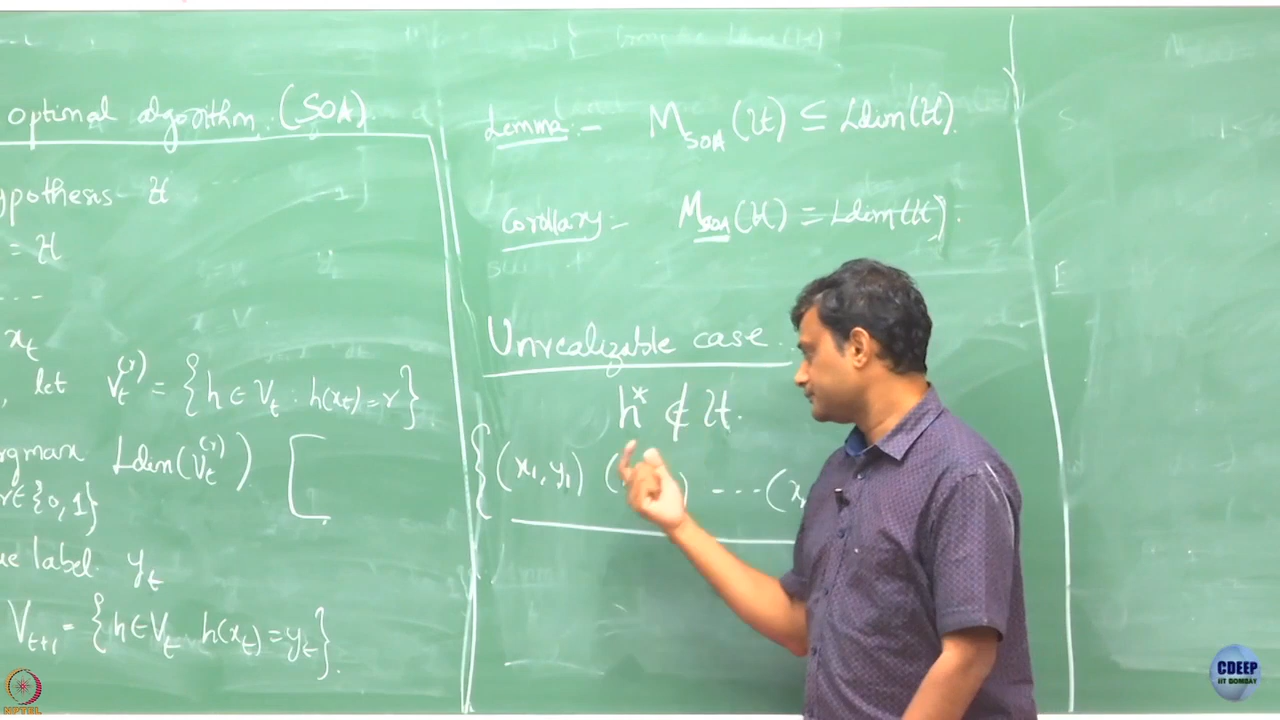 optimal algorithm (SOA).
ypothesis - H
= H
...
x_t
, let V_t^(r) = { h ∈ V_t : h(x_t) = r }
rgmax Ldim(V_t^(r))
r ∈ {0,1}
ue label y_t
V_{t+1} = { h ∈ V_t h(x_t) = y_t }.
Lemma :- M_SOA (H) ≤ Ldim(H).
Corollary :- M_SOA (H) = Ldim(H).
Unrealizable case.
h* ∉ H.
{ (x_1, y_1) ( ) --- (x
NPTEL
CDEEP
IIT BOMBAY